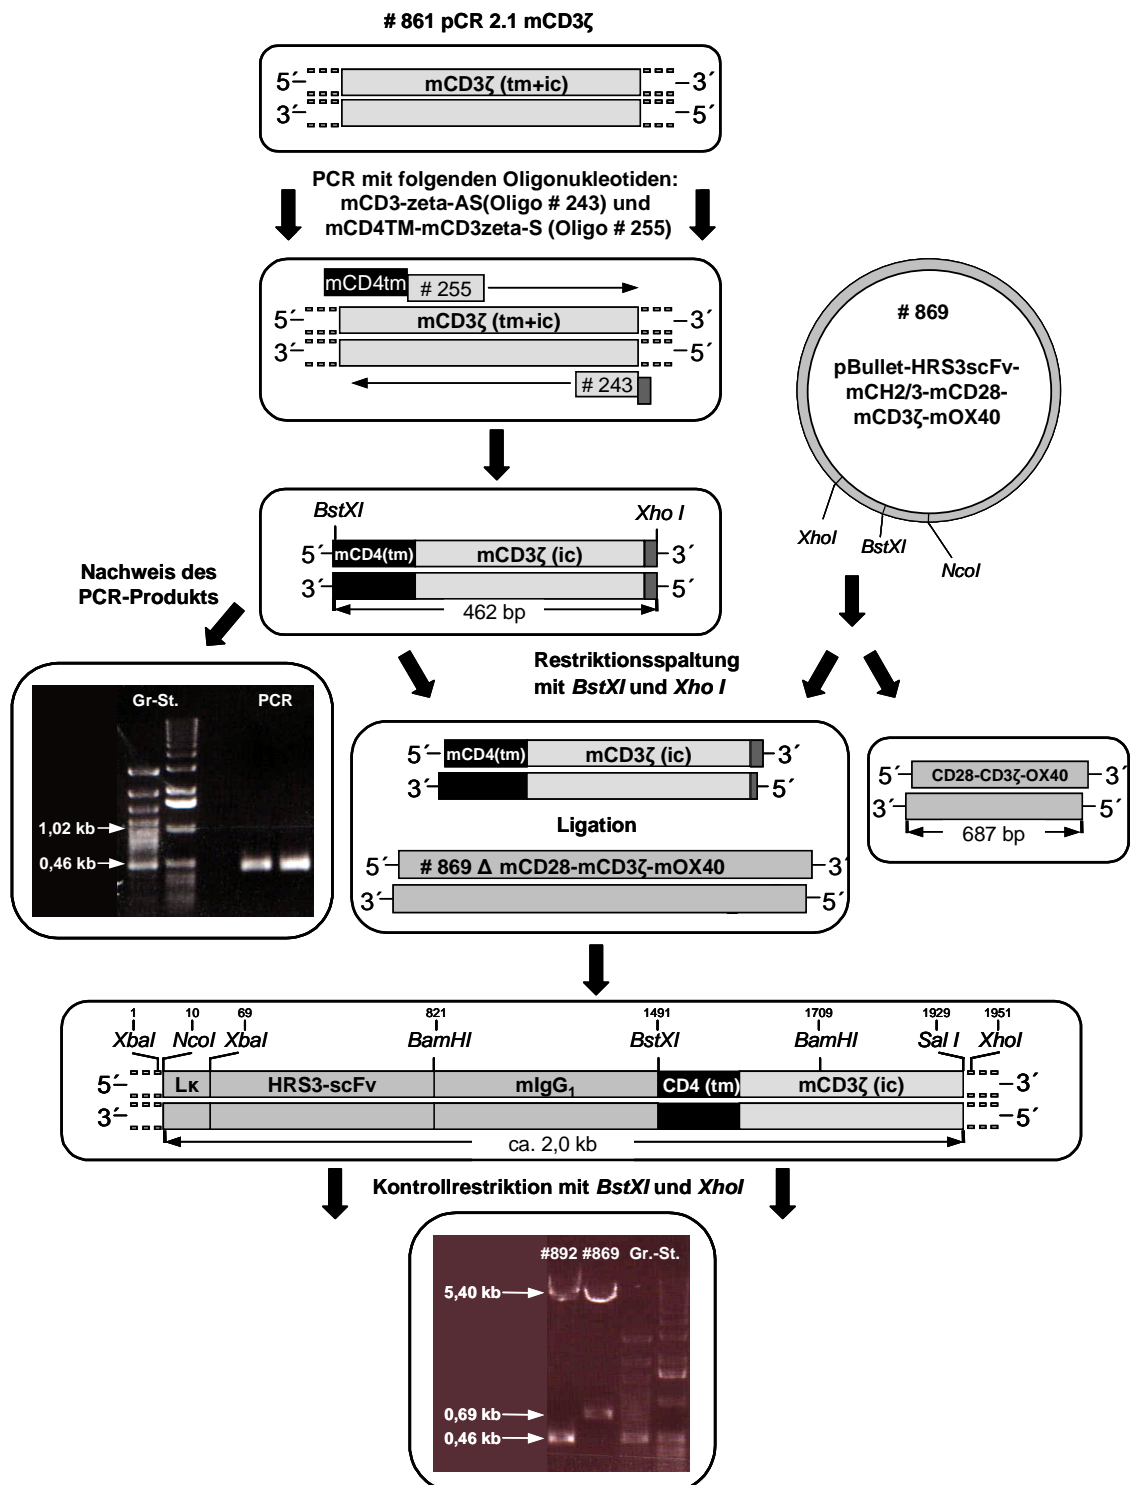 # 861 pCR 2.1 mCD3ζ
5´ mCD3ζ (tm+ic) 3´
3´ 5´
PCR mit folgenden Oligonukleotiden:
mCD3-zeta-AS(Oligo # 243) und
mCD4TM-mCD3zeta-S (Oligo # 255)
mCD4tm # 255
5´ mCD3ζ (tm+ic) 3´
3´ 5´
# 243
# 869
pBullet-HRS3scFv-
mCH2/3-mCD28-
mCD3ζ-mOX40
XhoI BstXI NcoI
BstXI Xho I
5´ mCD4(tm) mCD3ζ (ic) 3´
3´ 5´
462 bp
Nachweis des
PCR-Produkts
Gr-St. PCR
1,02 kb
0,46 kb
Restriktionsspaltung
mit BstXI und Xho I
5´ mCD4(tm) mCD3ζ (ic) 3´
3´ 5´
Ligation
5´ # 869 Δ mCD28-mCD3ζ-mOX40 3´
3´ 5´
5´ CD28-CD3ζ-OX40 3´
3´ 5´
687 bp
1 10 69 821 1491 1709 1929 1951
XbaI NcoI XbaI BamHI BstXI BamHI Sal I XhoI
5´ Lκ HRS3-scFv mIgG1 CD4 (tm) mCD3ζ (ic) 3´
3´ 5´
ca. 2,0 kb
Kontrollrestriktion mit BstXI und XhoI
#892 #869 Gr.-St.
5,40 kb
0,69 kb
0,46 kb